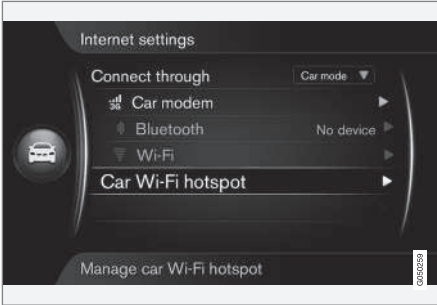 Internet settings
Connect through Car mode
3G Car modem
Bluetooth No device
Wi-Fi
Car Wi-Fi hotspot
Manage car Wi-Fi hotspot
G050259